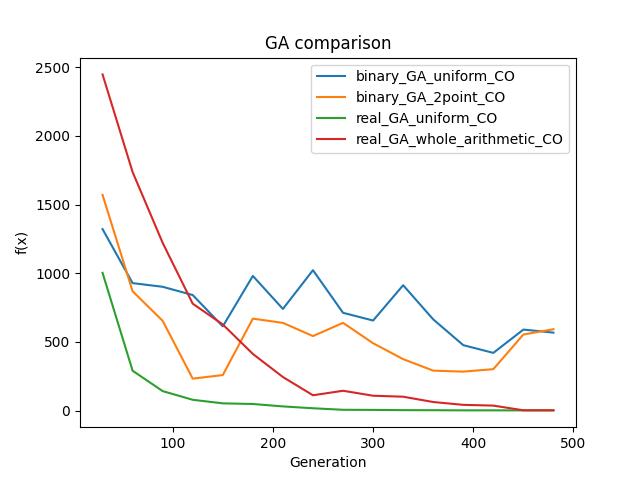 GA comparison
binary_GA_uniform_CO
binary_GA_2point_CO
real_GA_uniform_CO
real_GA_whole_arithmetic_CO
f(x)
2500
2000
1500
1000
500
0
100 200 300 400 500
Generation